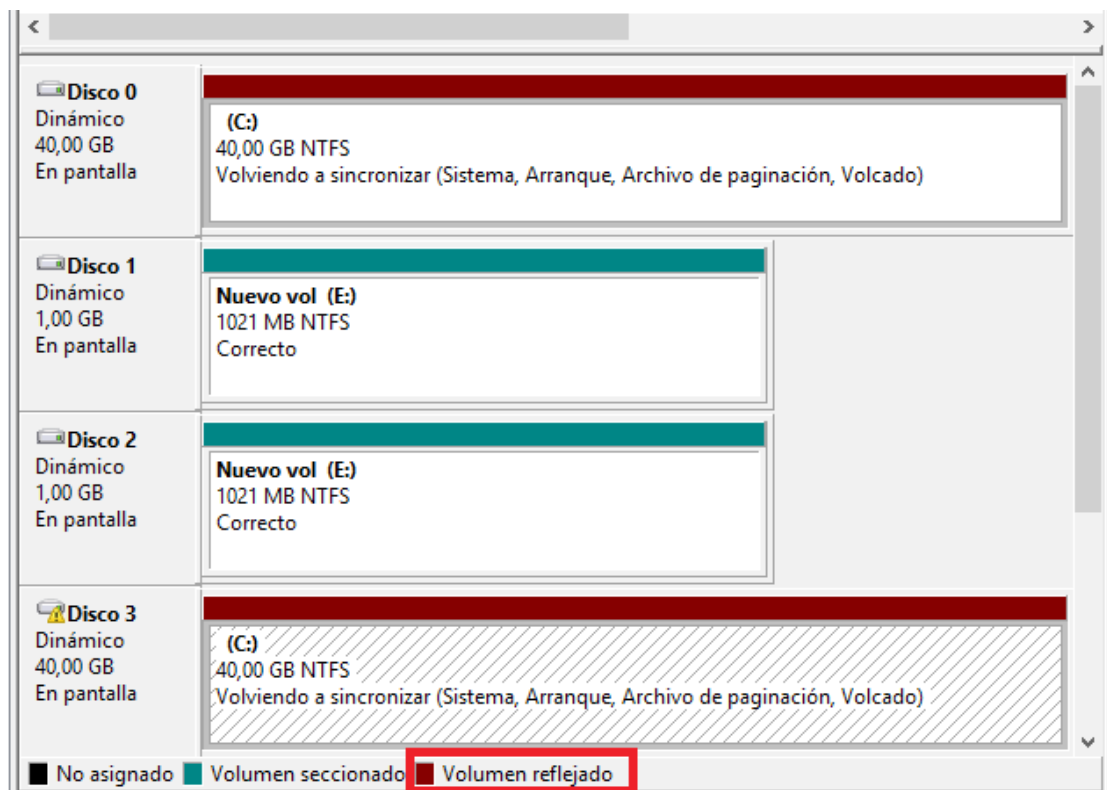 Disco 0
Dinámico
40,00 GB
En pantalla
(C:)
40,00 GB NTFS
Volviendo a sincronizar (Sistema, Arranque, Archivo de paginación, Volcado)
Disco 1
Dinámico
1,00 GB
En pantalla
Nuevo vol (E:)
1021 MB NTFS
Correcto
Disco 2
Dinámico
1,00 GB
En pantalla
Nuevo vol (E:)
1021 MB NTFS
Correcto
Disco 3
Dinámico
40,00 GB
En pantalla
(C:)
40,00 GB NTFS
Volviendo a sincronizar (Sistema, Arranque, Archivo de paginación, Volcado)
No asignado Volumen seccionado Volumen reflejado